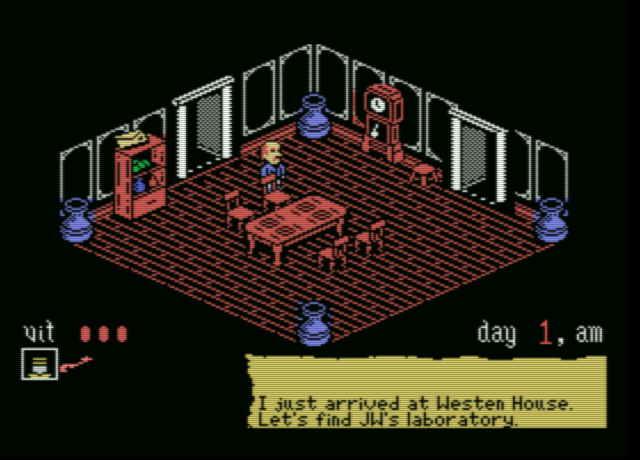 vit
day 1, am
I just arrived at Westen House.
Let's find JW's laboratory.